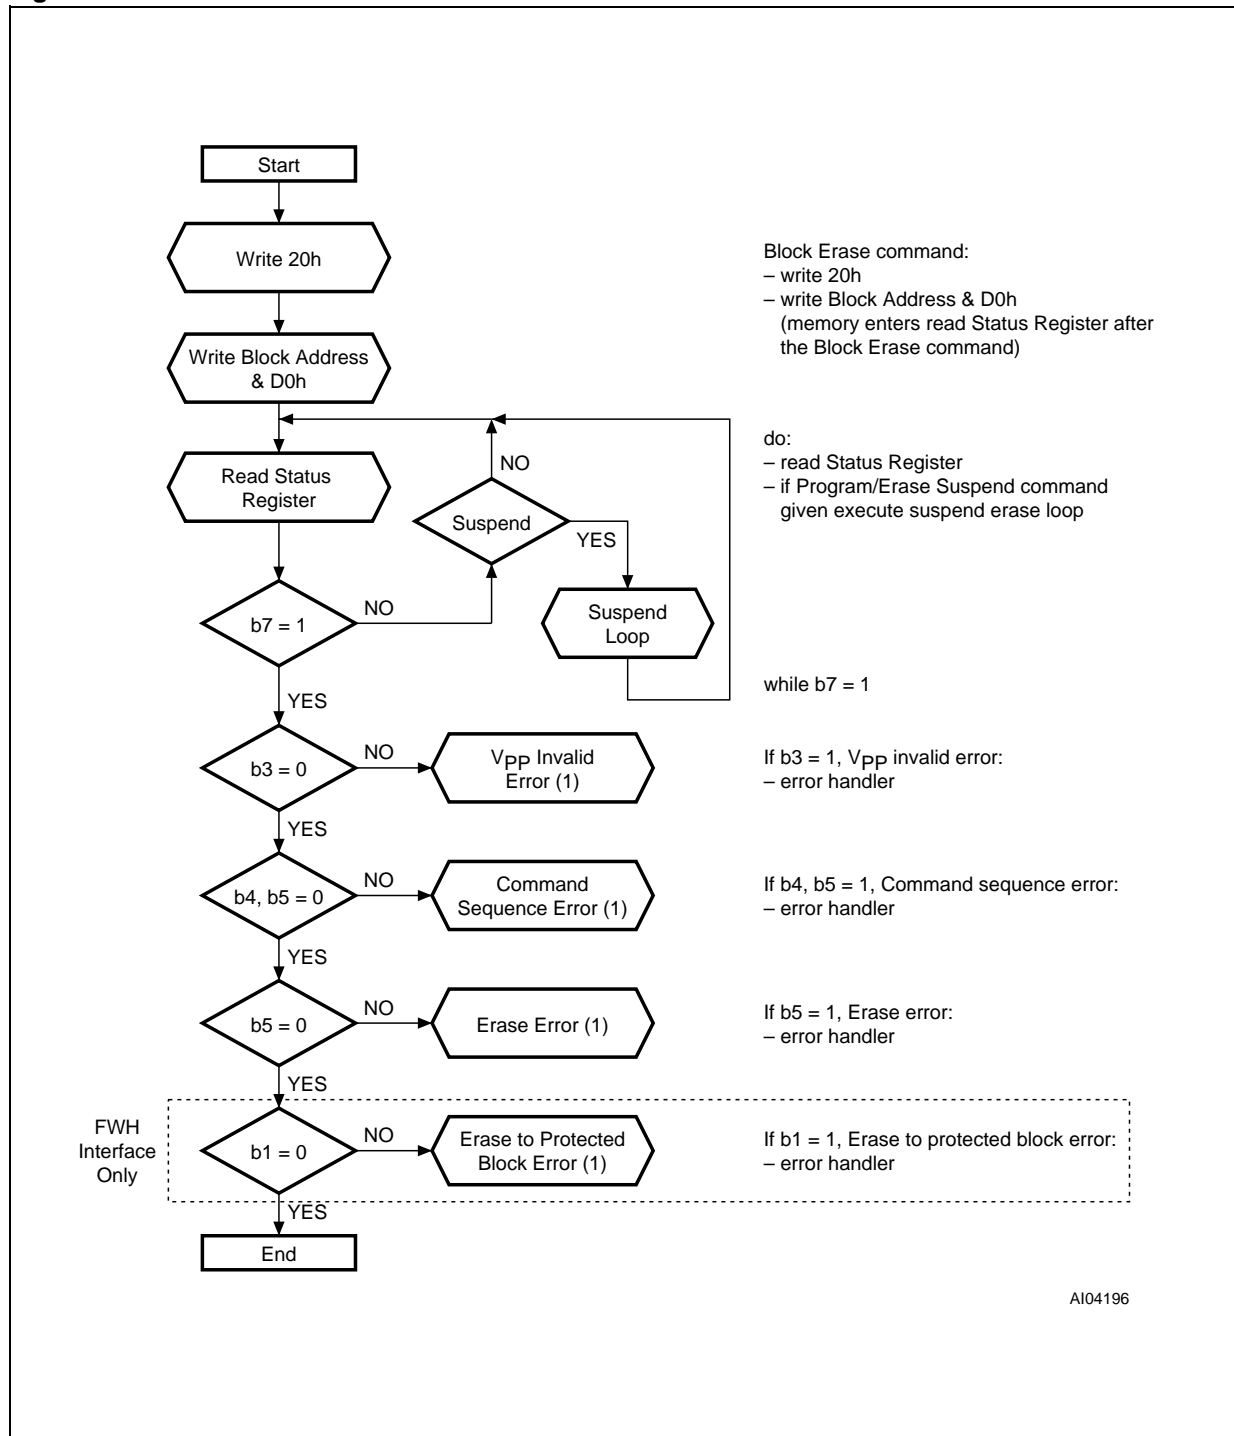 Start
Write 20h
Block Erase command:
– write 20h
– write Block Address & D0h
(memory enters read Status Register after
the Block Erase command)
Write Block Address
& D0h
do:
– read Status Register
– if Program/Erase Suspend command
given execute suspend erase loop
Read Status
Register
NO
Suspend
YES
b7 = 1
NO
Suspend
Loop
YES
while b7 = 1
b3 = 0
NO
VPP Invalid
Error (1)
If b3 = 1, VPP invalid error:
– error handler
YES
b4, b5 = 0
NO
Command
Sequence Error (1)
If b4, b5 = 1, Command sequence error:
– error handler
YES
b5 = 0
NO
Erase Error (1)
If b5 = 1, Erase error:
– error handler
YES
FWH
Interface
Only
b1 = 0
NO
Erase to Protected
Block Error (1)
If b1 = 1, Erase to protected block error:
– error handler
YES
End
AI04196